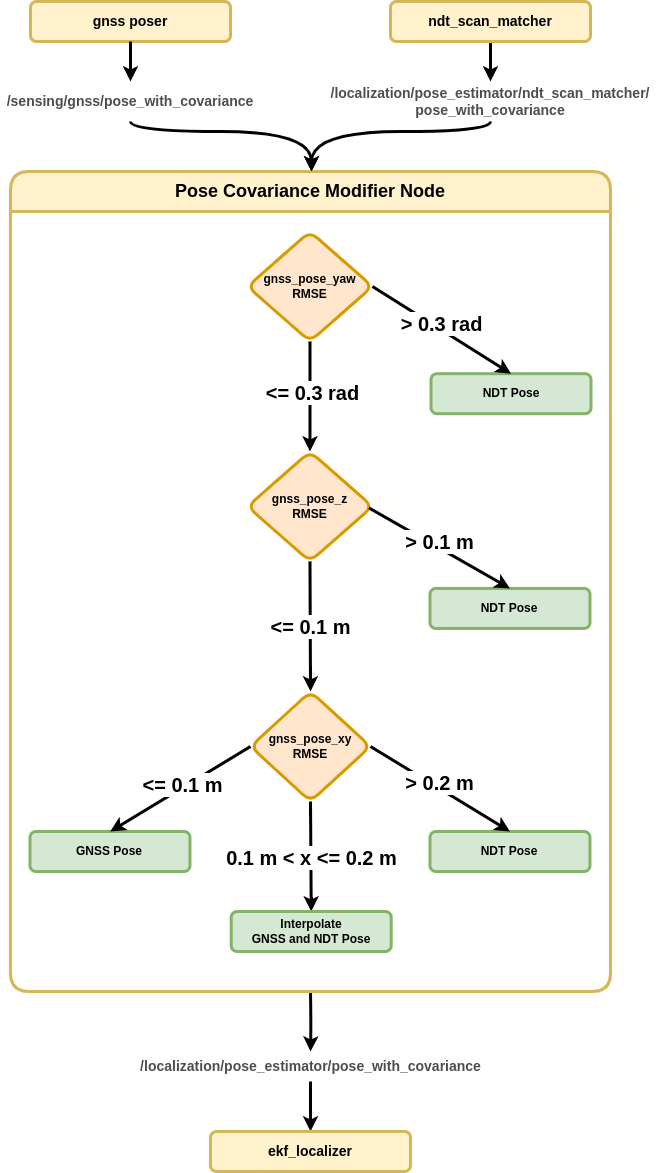 gnss poser
ndt_scan_matcher
/sensing/gnss/pose_with_covariance
/localization/pose_estimator/ndt_scan_matcher/
pose_with_covariance
Pose Covariance Modifier Node
gnss_pose_yaw
RMSE
> 0.3 rad
NDT Pose
<= 0.3 rad
gnss_pose_z
RMSE
> 0.1 m
NDT Pose
<= 0.1 m
gnss_pose_xy
RMSE
<= 0.1 m
> 0.2 m
GNSS Pose
0.1 m < x <= 0.2 m
NDT Pose
Interpolate
GNSS and NDT Pose
/localization/pose_estimator/pose_with_covariance
ekf_localizer